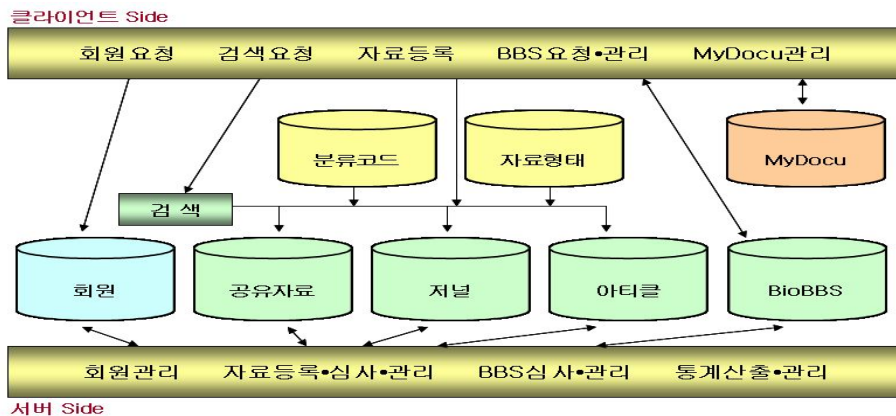 클라이언트 Side
회원요청 검색요청 자료등록 BBS요청•관리 MyDocu관리
분류코드 자료형태 MyDocu
검 색
회원 공유자료 저널 아티클 BioBBS
회원관리 자료등록•심사•관리 BBS심사•관리 통계산출•관리
서버 Side